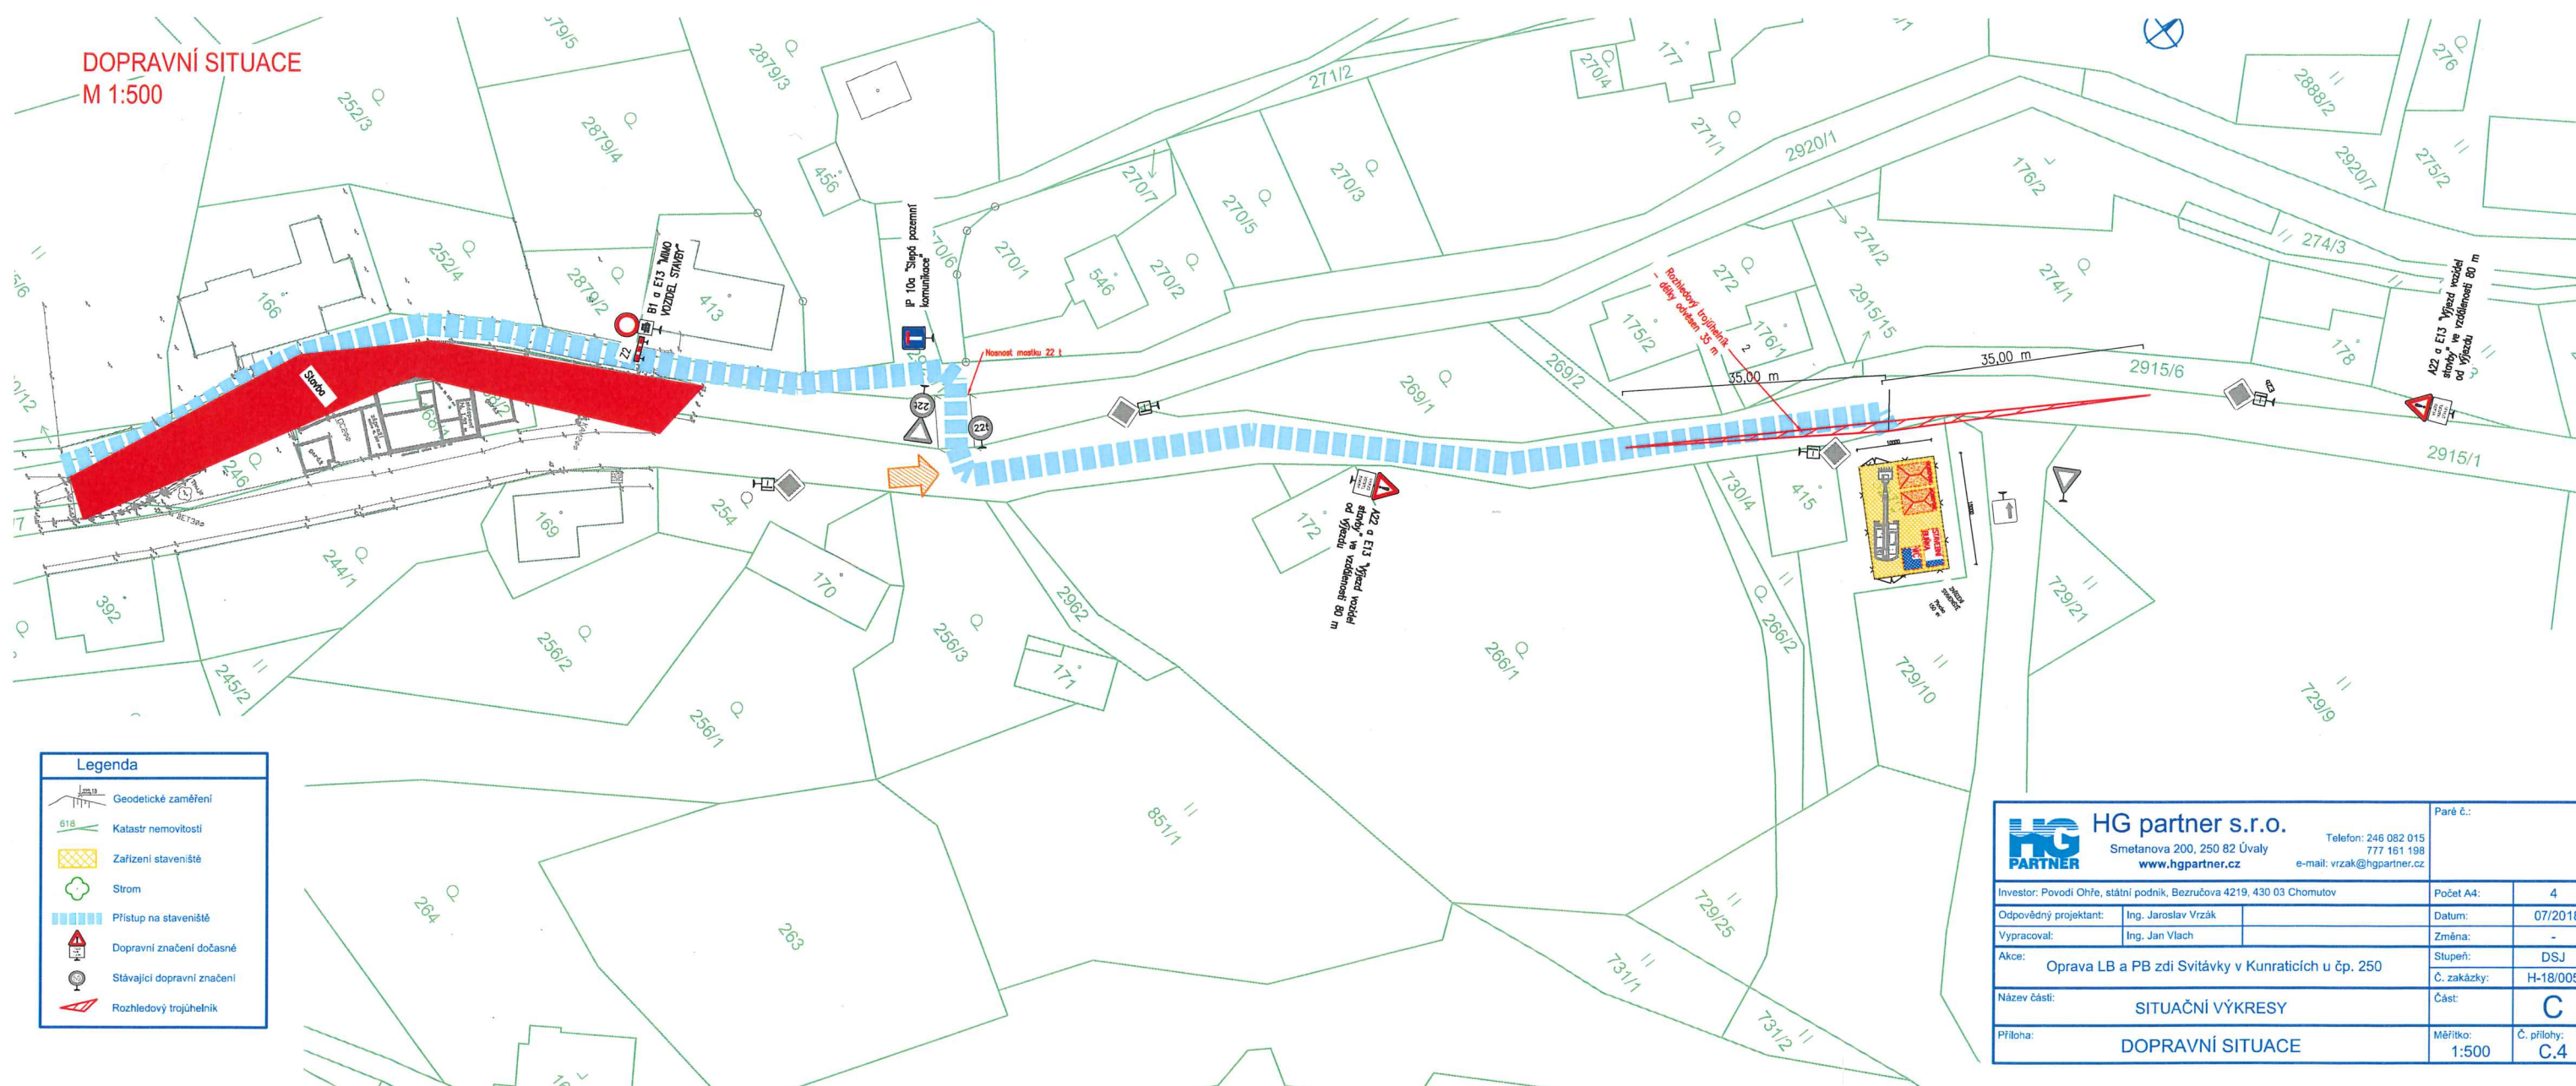 DOPRAVNÍ SITUACE
M 1:500
252/3
2879/5
2879/4
2879/3
456
271/2
270/4
177
271/1
2920/1
2888/2
276
2920/7
275/2
176/2
274/3
274/2
274/1
2915/15
272
176/1
175/2
270/3
270/5
270/7
270/2
546
270/1
252/4
166
2879/2
413
B1 a E13 "MIMO
VOZIDEL STAVBY"
Z2
IP 10a "Slepá pozemní
komunikace"
Nosnost mostku 22 t
22t
22t
Stavba
246
269/1
269/2
Rozhledový trojúhelník
- délky odvěsen 35 m
35,00 m
35,00 m
2915/6
2915/1
178
A22 a E13 "Výjezd vozidel
stavby" ve vzdálenosti 80 m
od výjezdu
A22 a E13 "Výjezd vozidel
stavby" ve vzdálenosti 80 m
od výjezdu
392
244/1
245/2
169
254
170
256/2
256/1
256/3
2962
171
172
266/1
730/4
415
266/2
729/10
729/21
729/9
729/25
731/1
731/2
851/1
263
264
Legenda
Geodetické zaměření
618
Katastr nemovitostí
Zařízení staveniště
Strom
Přístup na staveniště
Dopravní značení dočasné
Stávající dopravní značení
Rozhledový trojúhelník
HG
PARTNER
HG partner s.r.o.
Smetanova 200, 250 82 Úvaly
www.hgpartner.cz
Telefon: 246 082 015
777 161 198
e-mail: vrzak@hgpartner.cz
Paré č.:
Investor: Povodí Ohře, státní podnik, Bezručova 4219, 430 03 Chomutov
Počet A4: 4
Odpovědný projektant: Ing. Jaroslav Vrzák
Datum: 07/2018
Vypracoval: Ing. Jan Vlach
Změna: -
Akce: Oprava LB a PB zdi Svitávky v Kunraticích u čp. 250
Stupeň: DSJ
Č. zakázky: H-18/005
Název části: SITUAČNÍ VÝKRESY
Část: C
Příloha: DOPRAVNÍ SITUACE
Měřítko: 1:500
Č. přílohy: C.4